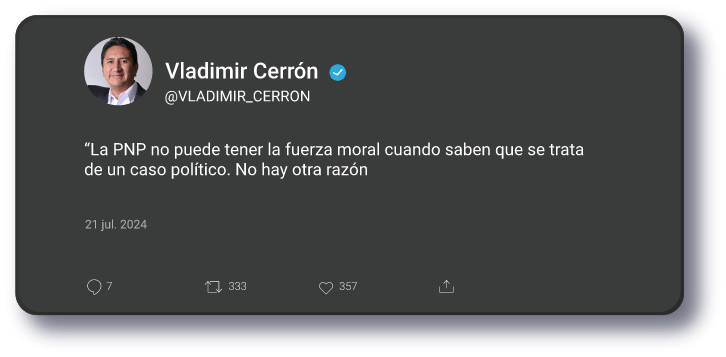 Vladimir Cerrón
@VLADIMIR_CERRON
“La PNP no puede tener la fuerza moral cuando saben que se trata
de un caso político. No hay otra razón
21 jul. 2024
7 333 357